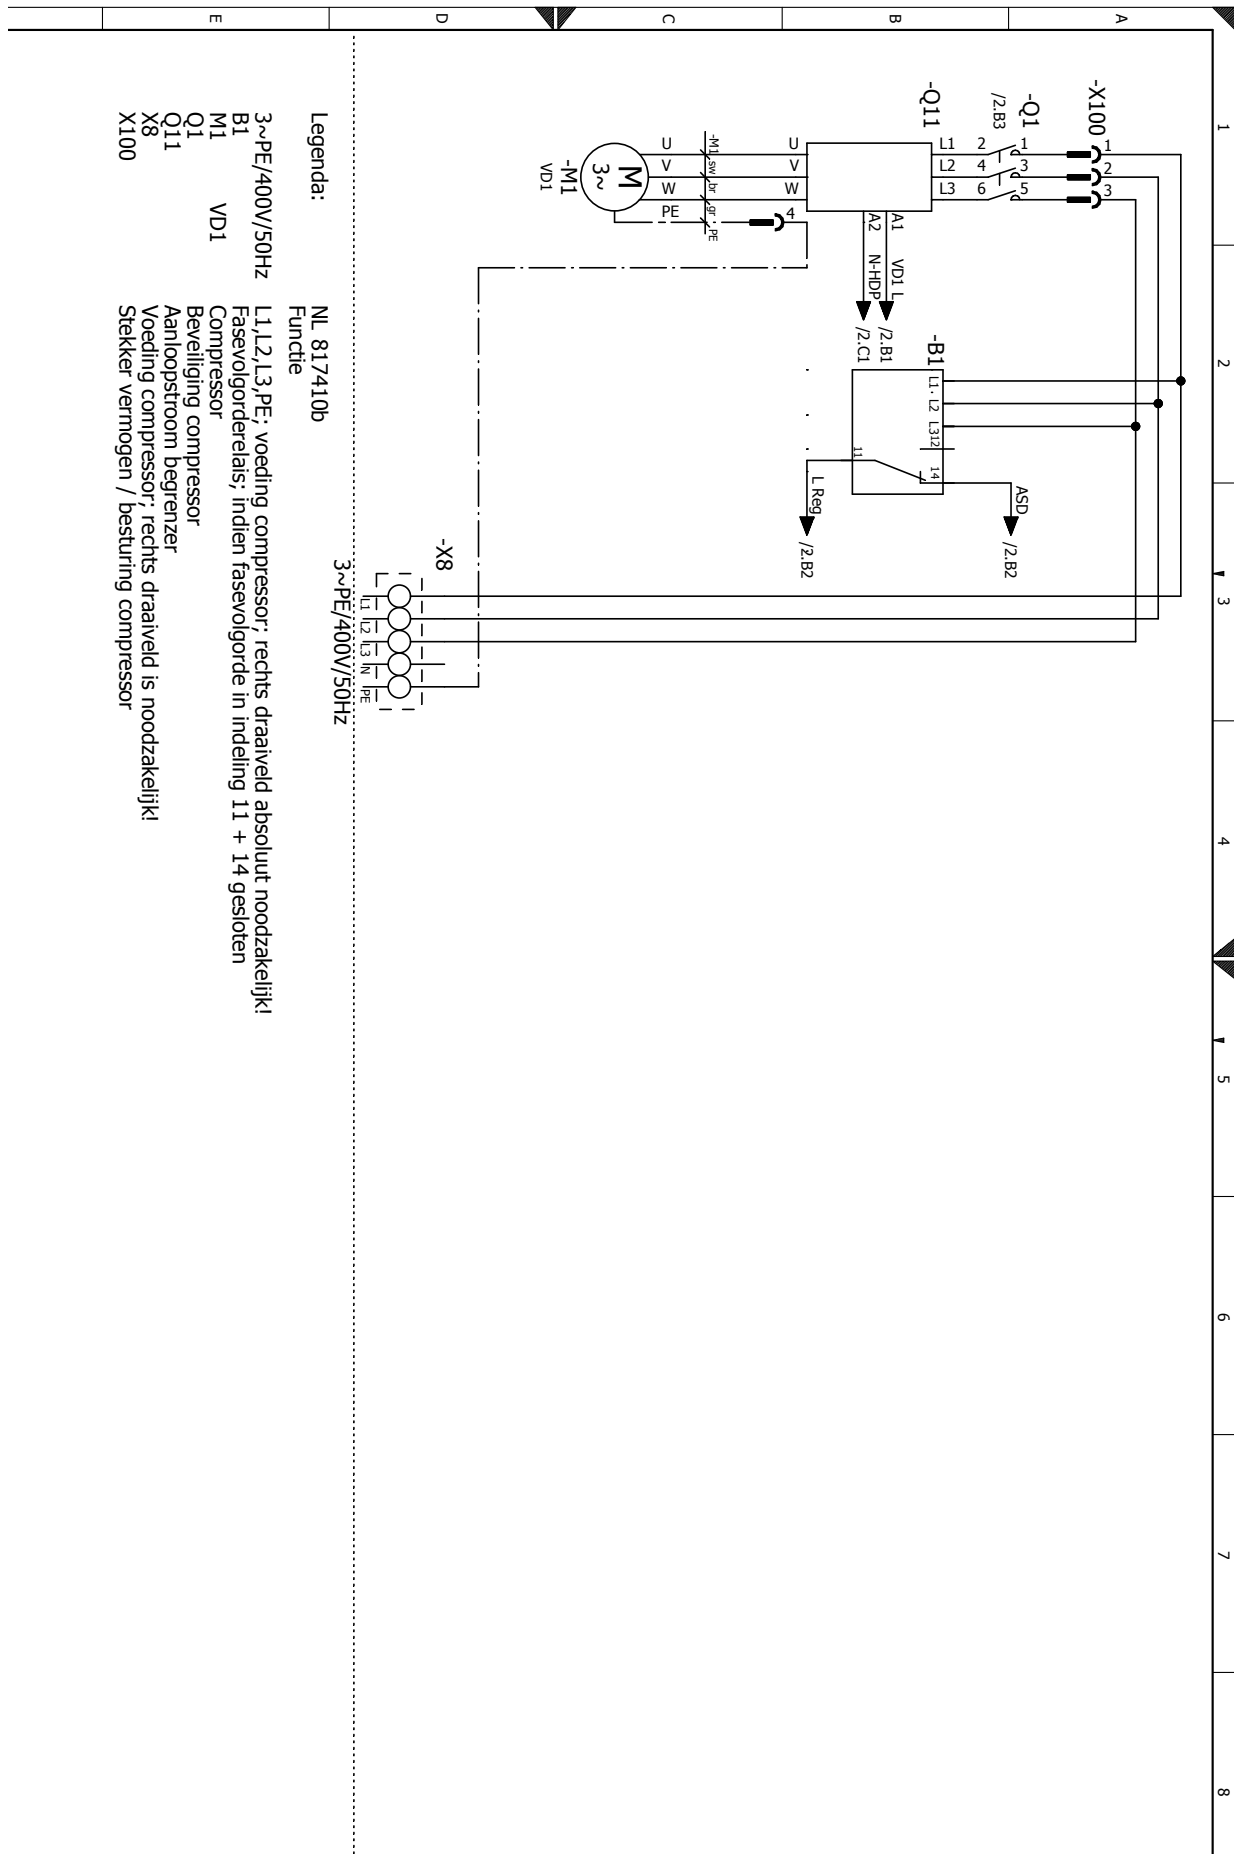 1 2 3 4 5 6 7 8
A
B
C
D
E
-X100
1 2 3
-Q1
/2.B3
1 3 5
2 4 6
-Q11
L1 L2 L3
A1 VD1 L /2.B1
A2 N-HDP /2.C1
U V W
4
-M1 sw br gr PE
U V W PE
M
3~
-M1
VD1
-B1
L1 L2 L3 12 14
11
ASD
/2.B2
L Reg
/2.B2
-X8
L1 L2 L3 N PE
3~PE/400V/50Hz
Legenda:
NL 817410b
Functie
3~PE/400V/50Hz L1,L2,L3,PE; voeding compressor; rechts draaiveld absoluut noodzakelijk!
B1 Fasevolgorderelais; indien fasevolgorde in indeling 11 + 14 gesloten
M1 VD1 Compressor
Q1 Beveiliging compressor
Q11 Aanloopstroom begrenzer
X8 Voeding compressor; rechts draaiveld is noodzakelijk!
X100 Stekker vermogen / besturing compressor